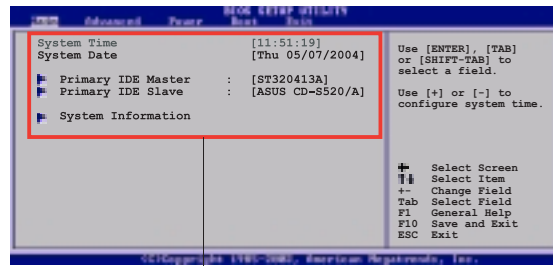 BIOS SETUP UTILITY
Main Advanced Power Boot Exit
System Time [11:51:19]
System Date [Thu 05/07/2004]
Primary IDE Master : [ST320413A]
Primary IDE Slave : [ASUS CD-S520/A]
System Information
Use [ENTER], [TAB]
or [SHIFT-TAB] to
select a field.
Use [+] or [-] to
configure system time.
Select Screen
Select Item
+- Change Field
Tab Select Field
F1 General Help
F10 Save and Exit
ESC Exit
(C)Copyright 1985-2002, American Megatrends, Inc.